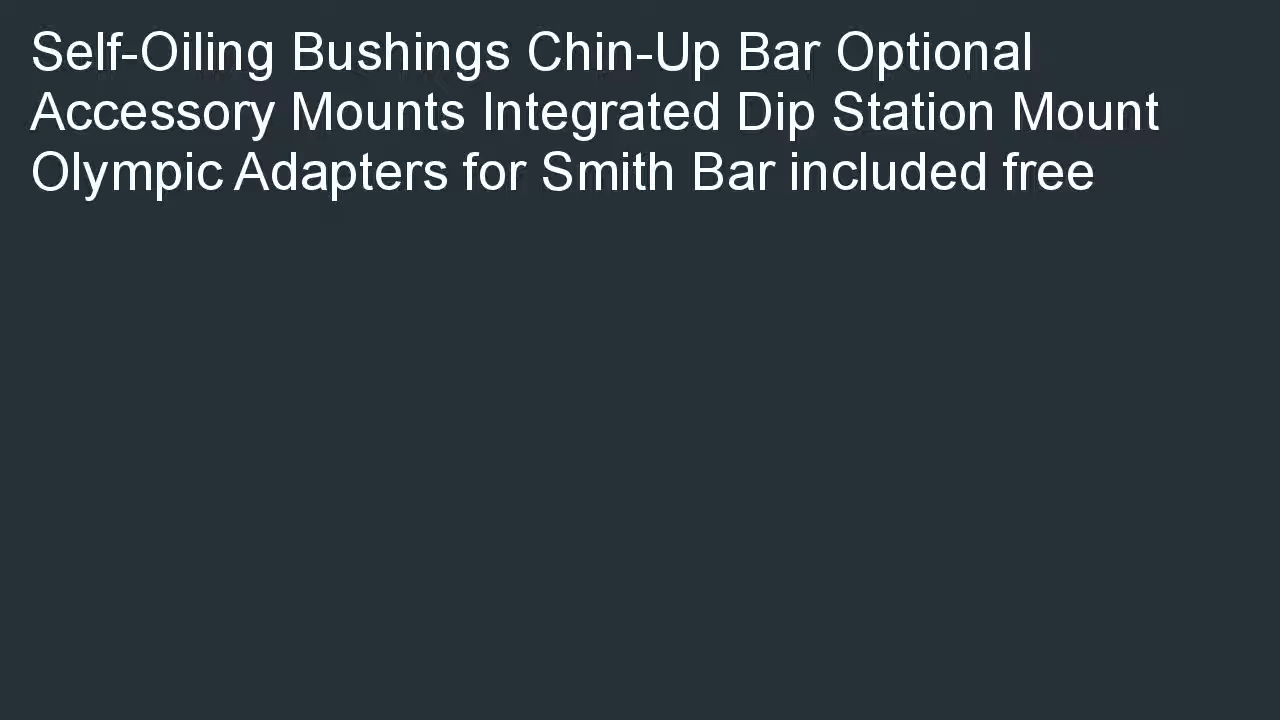 Self-Oiling Bushings Chin-Up Bar Optional
Accessory Mounts Integrated Dip Station Mount
Olympic Adapters for Smith Bar included free